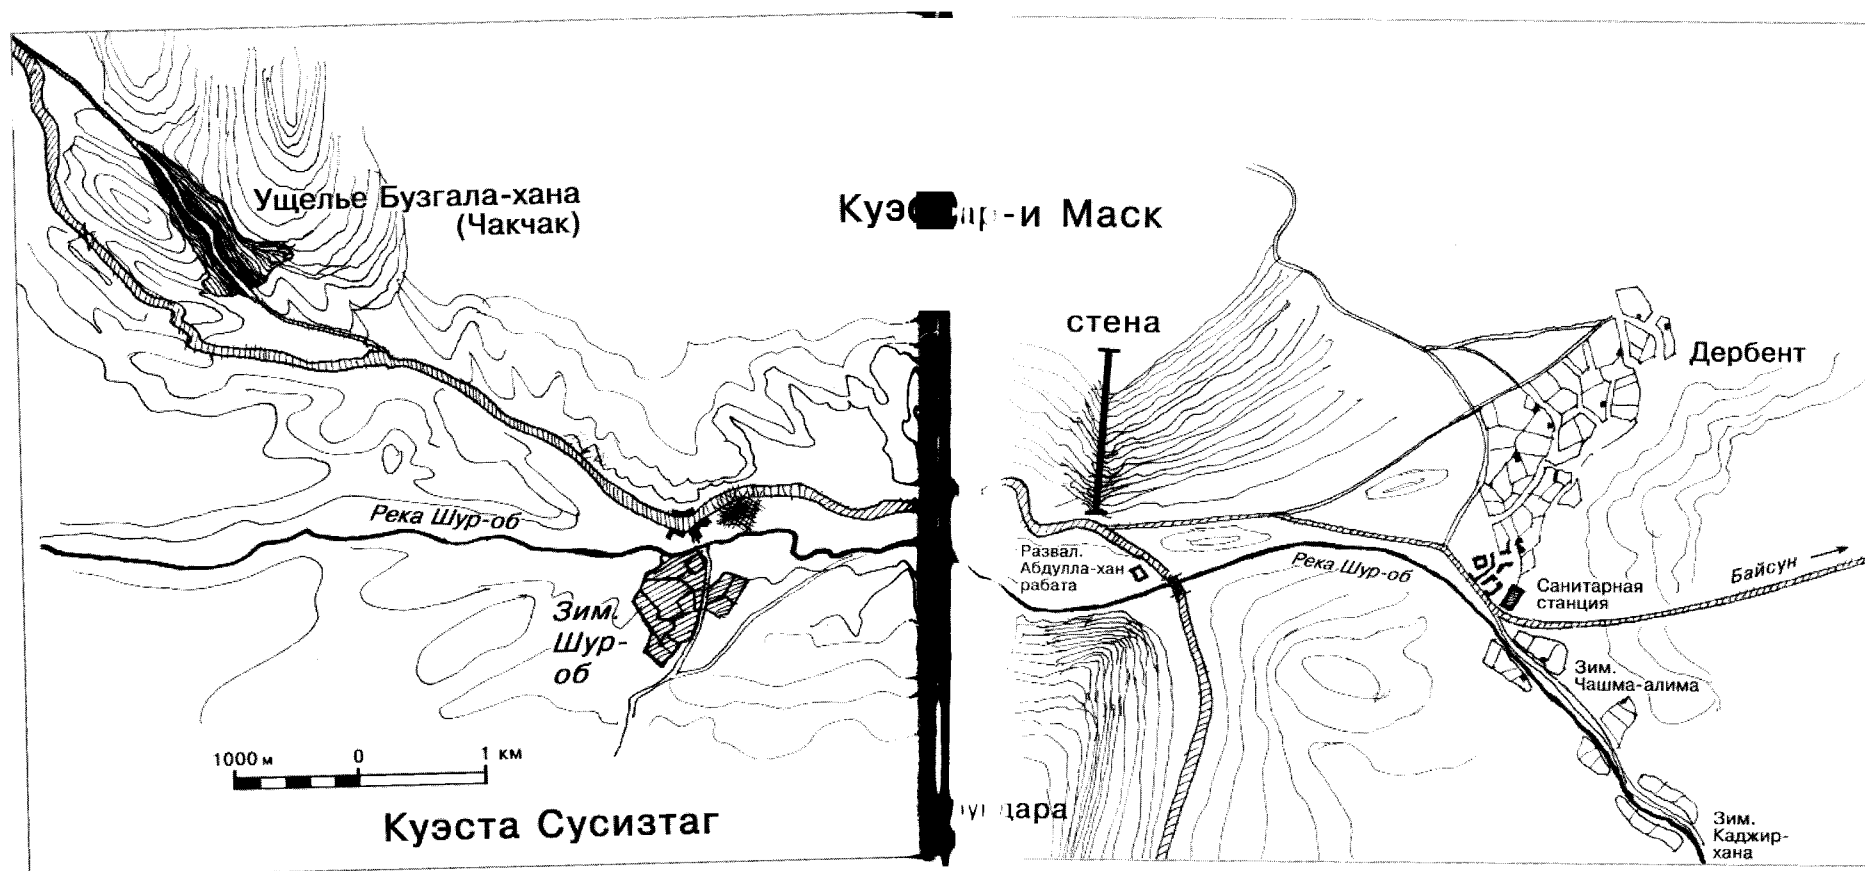 Ущелье Бузгала-хана
(Чакчак)
-и Маск
стена
Дербент
Река Шур-об
Развал.
Абдулла-хан
рабата
Река Шур-об
Байсун
Санитарная
станция
Зим.
Шур-
об
Зим.
Чашма-алима
1000 м 0 1 км
Куэста Сусизтаг
Зим.
Каджир-
хана